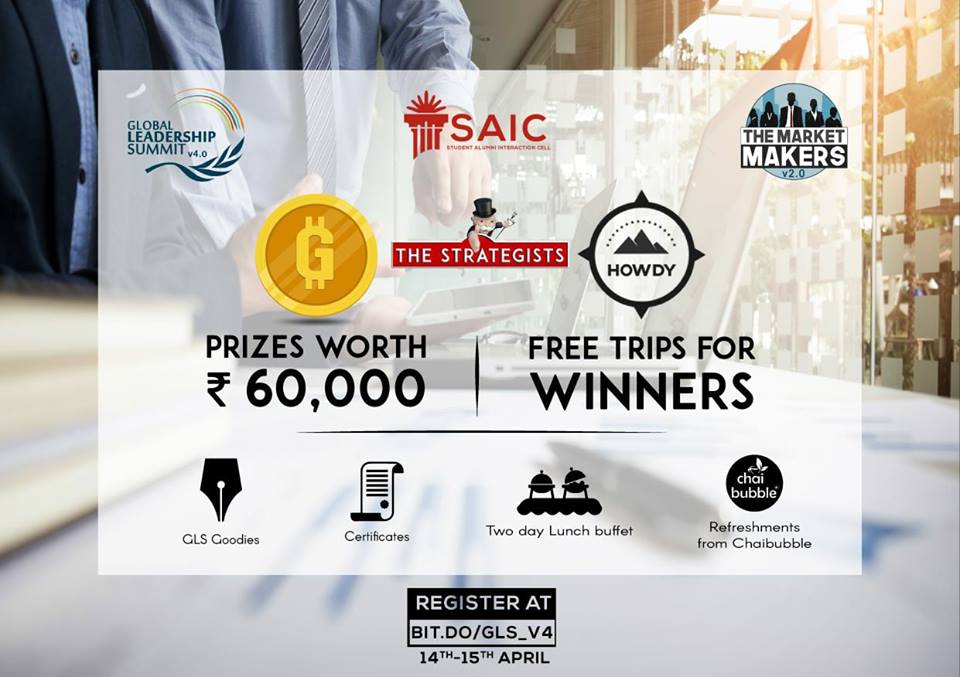 GLOBAL
LEADERSHIP
SUMMIT v4.0
SAIC
STUDENT ALUMNI INTERACTION CELL
THE MARKET
MAKERS
v2.0
G
THE STRATEGISTS
HOWDY
PRIZES WORTH
₹ 60,000
FREE TRIPS FOR
WINNERS
GLS Goodies
Certificates
Two day Lunch buffet
chai
bubble
Refreshments
from Chaibubble
REGISTER AT
BIT.DO/GLS_V4
14TH-15TH APRIL